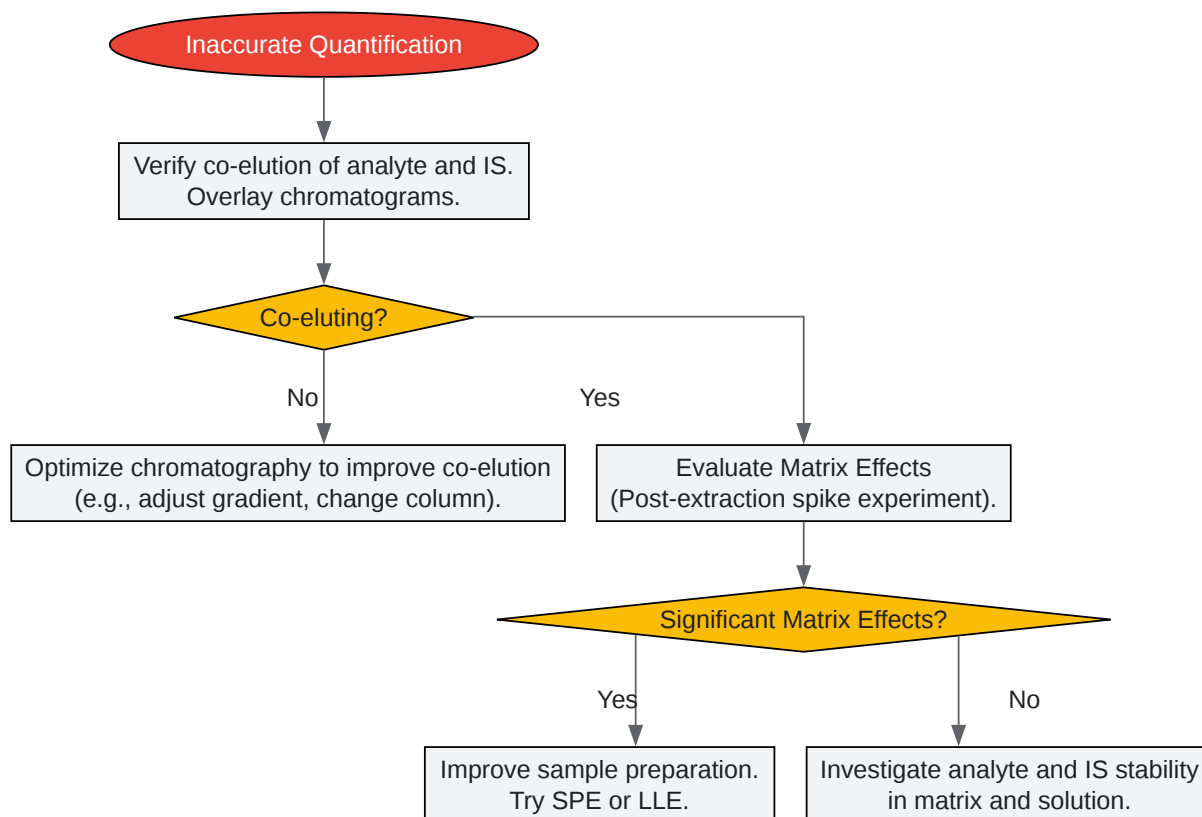 Inaccurate Quantification
Verify co-elution of analyte and IS.
Overlay chromatograms.
Co-eluting?
No
Yes
Optimize chromatography to improve co-elution
(e.g., adjust gradient, change column).
Evaluate Matrix Effects
(Post-extraction spike experiment).
Significant Matrix Effects?
Yes
No
Improve sample preparation.
Try SPE or LLE.
Investigate analyte and IS stability
in matrix and solution.